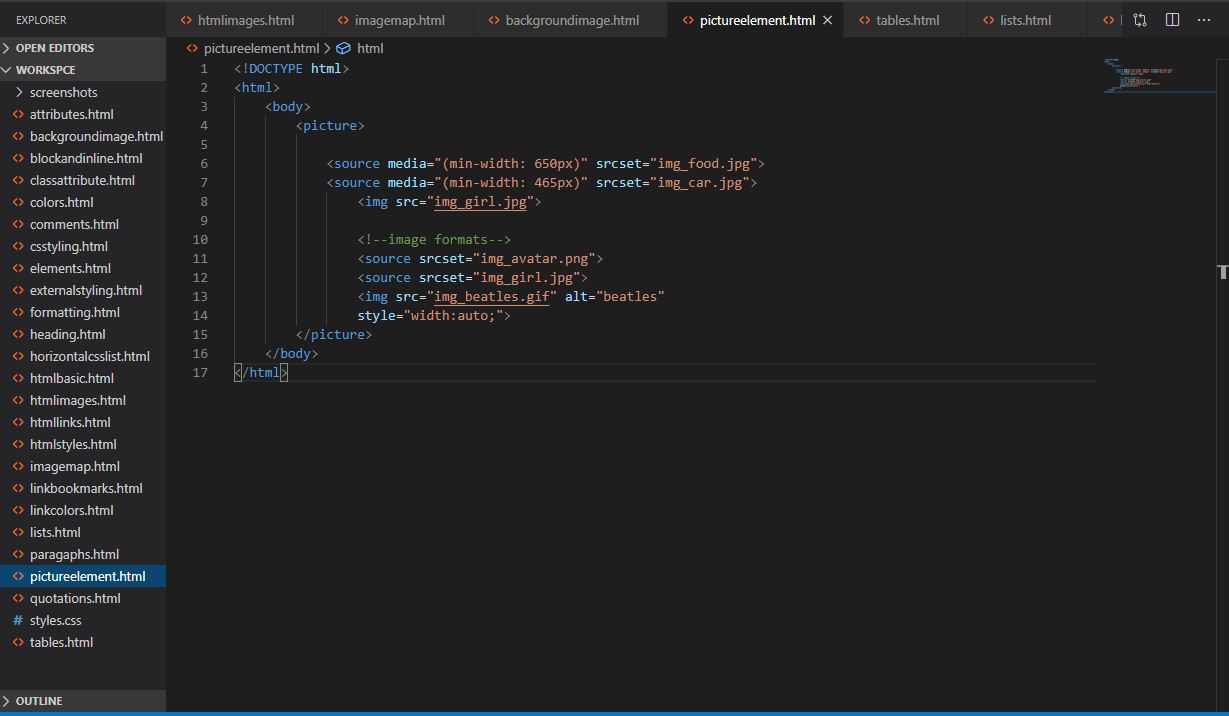 EXPLORER
OPEN EDITORS
WORKSPCE
screenshots
attributes.html
backgroundimage.html
blockandinline.html
classattribute.html
colors.html
comments.html
csstyling.html
elements.html
externalstyling.html
formatting.html
heading.html
horizontalcsslist.html
htmlbasic.html
htmlimages.html
htmllinks.html
htmlstyles.html
imagemap.html
linkbookmarks.html
linkcolors.html
lists.html
paragaphs.html
pictureelement.html
quotations.html
# styles.css
tables.html
OUTLINE
htmlimages.html imagemap.html backgroundimage.html pictureelement.html tables.html lists.html
pictureelement.html > html
1 <!DOCTYPE html>
2 <html>
3 <body>
4 <picture>
5
6 <source media="(min-width: 650px)" srcset="img_food.jpg">
7 <source media="(min-width: 465px)" srcset="img_car.jpg">
8 <img src="img_girl.jpg">
9
10 <!--image formats-->
11 <source srcset="img_avatar.png">
12 <source srcset="img_girl.jpg">
13 <img src="img_beatles.gif" alt="beatles"
14 style="width:auto;">
15 </picture>
16 </body>
17 </html>